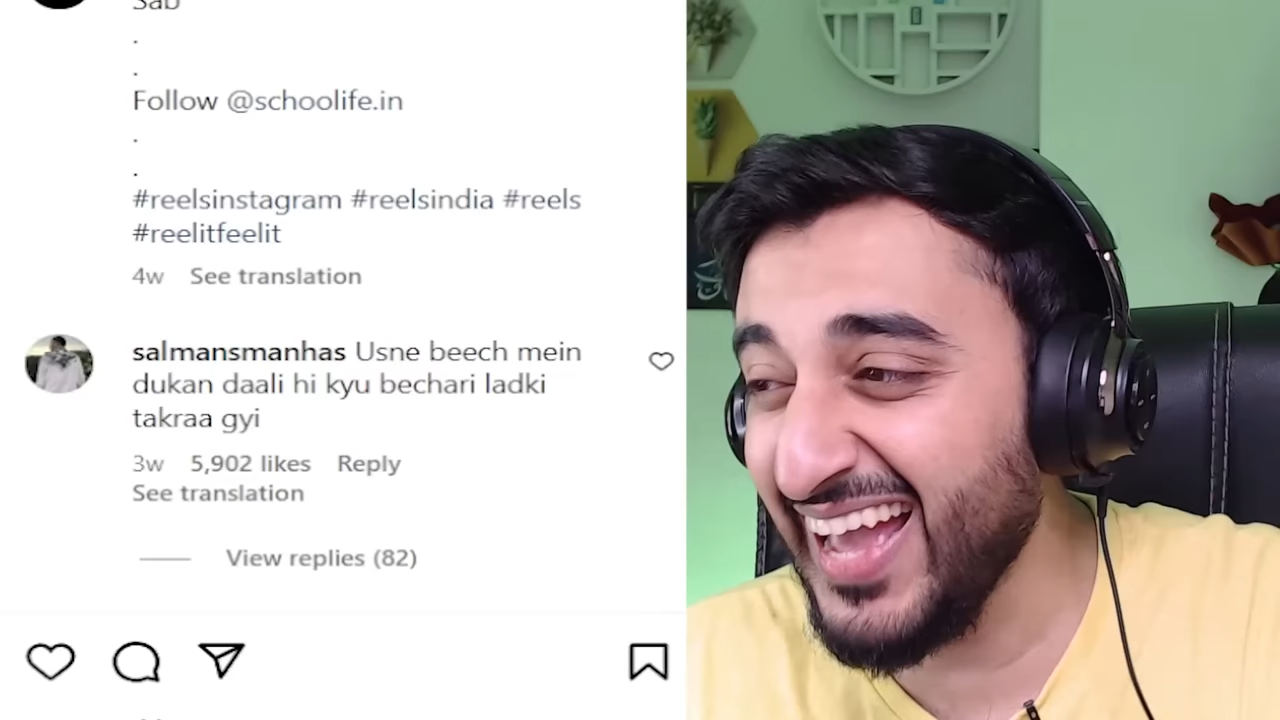 Sab
.
.
Follow @schoolife.in
.
.
#reelsinstagram #reelsindia #reels
#reelitfeelit
4w See translation
salmansmanhas Usne beech mein
dukan daali hi kyu bechari ladki
takraa gyi
3w 5,902 likes Reply
See translation
View replies (82)